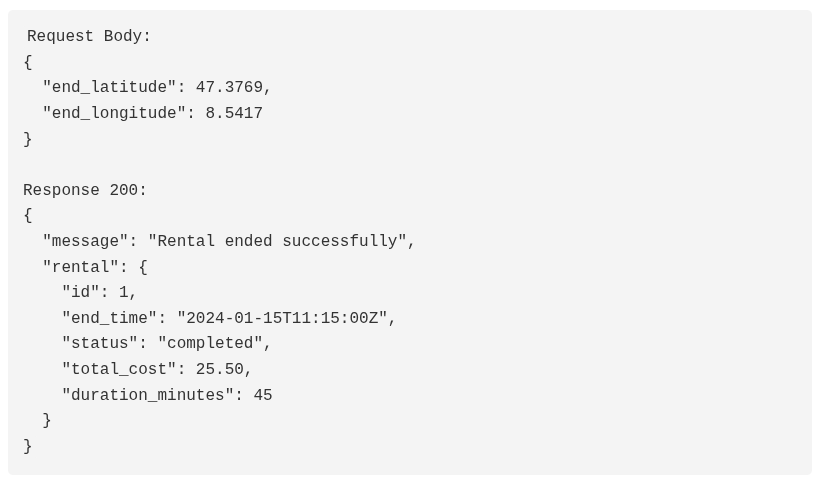 Request Body:
{
  "end_latitude": 47.3769,
  "end_longitude": 8.5417
}

Response 200:
{
  "message": "Rental ended successfully",
  "rental": {
    "id": 1,
    "end_time": "2024-01-15T11:15:00Z",
    "status": "completed",
    "total_cost": 25.50,
    "duration_minutes": 45
  }
}